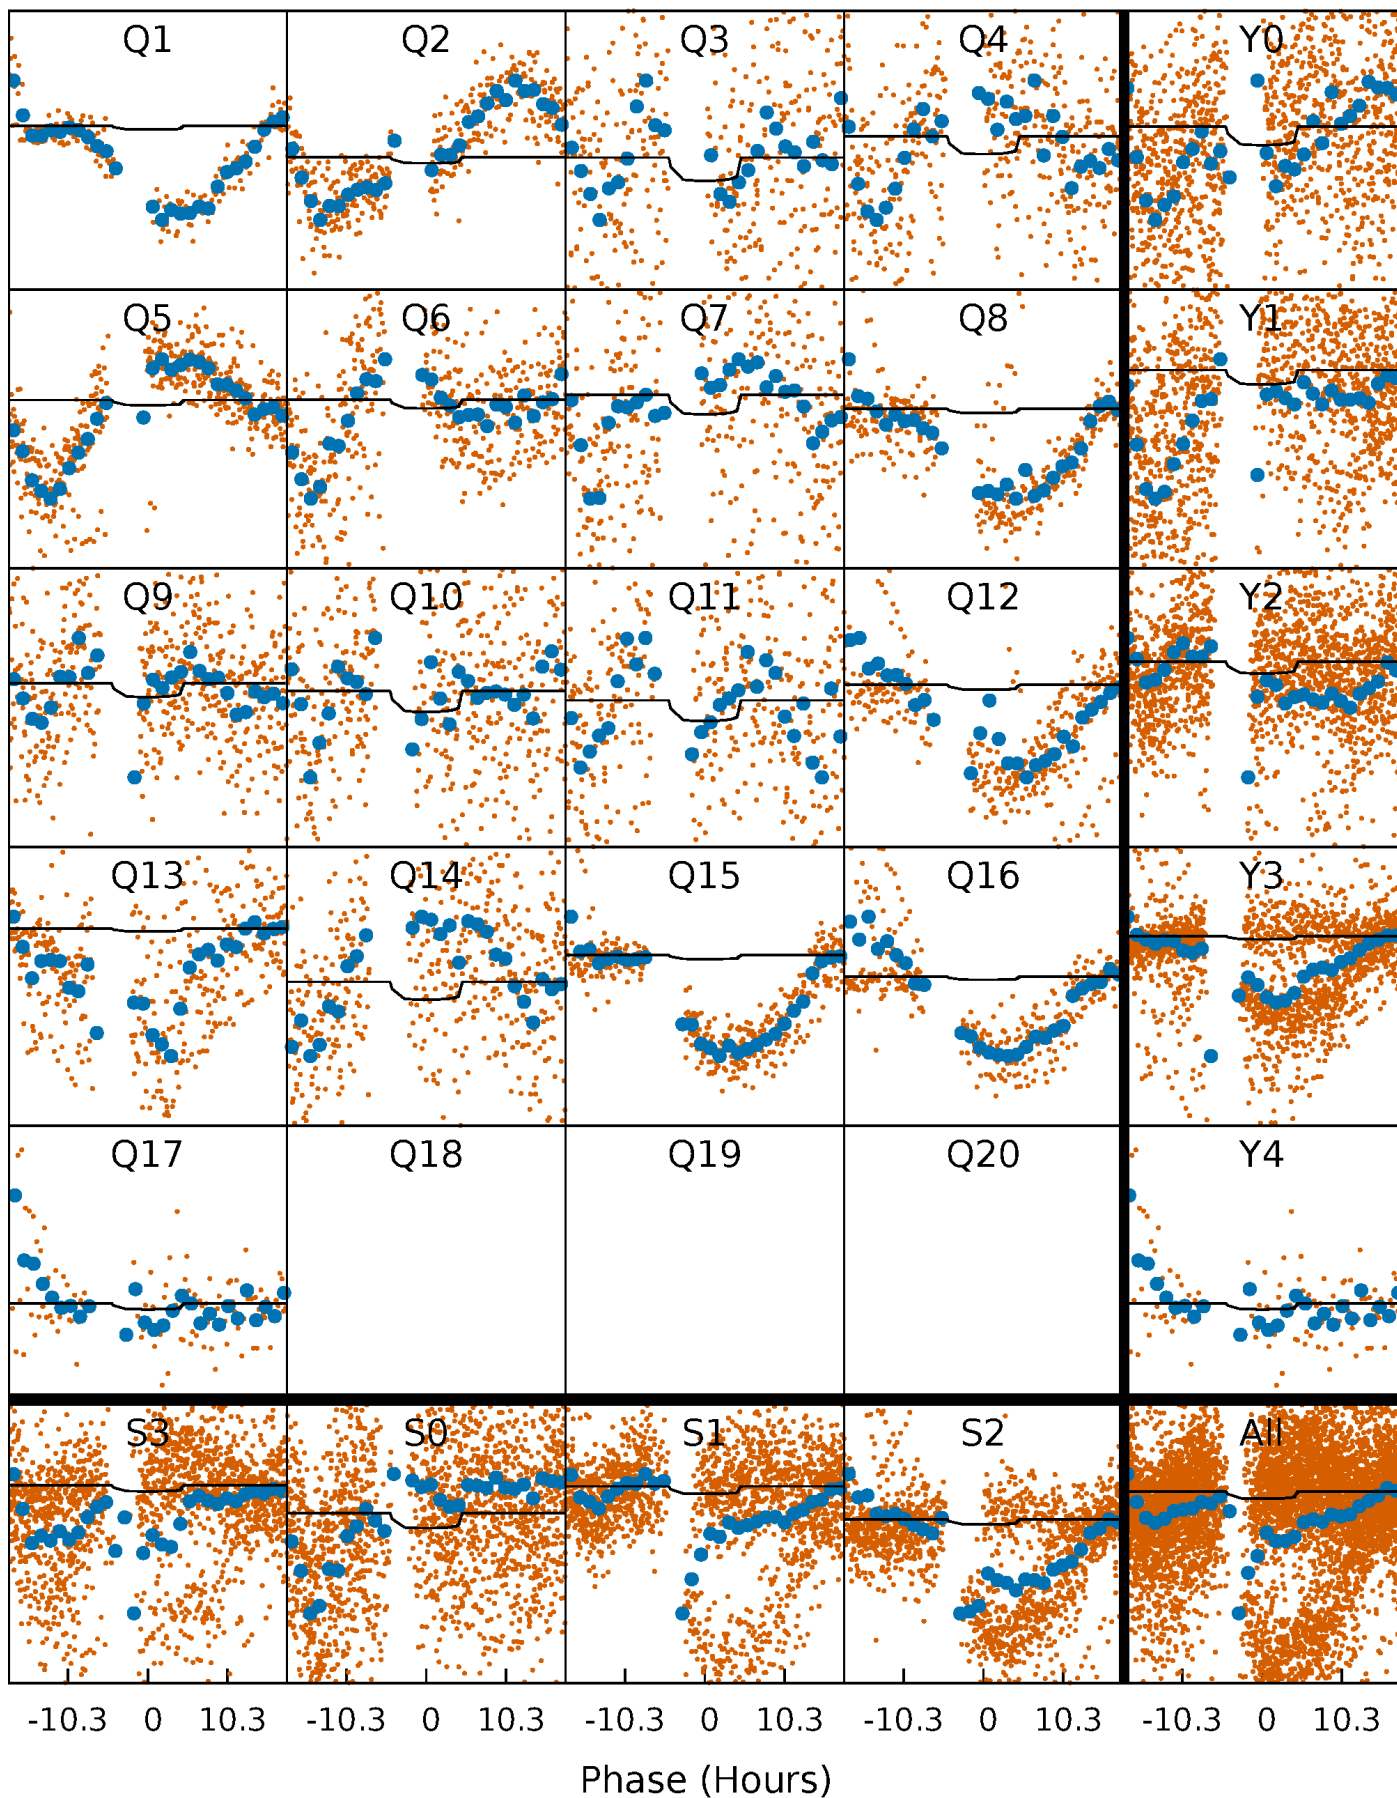 Q1 Q2 Q3 Q4 Y0
Q5 Q6 Q7 Q8 Y1
Q9 Q10 Q11 Q12 Y2
Q13 Q14 Q15 Q16 Y3
Q17 Q18 Q19 Q20 Y4
S3 S0 S1 S2 All
-10.3 0 10.3 -10.3 0 10.3 -10.3 0 10.3 -10.3 0 10.3 -10.3 0 10.3
Phase (Hours)